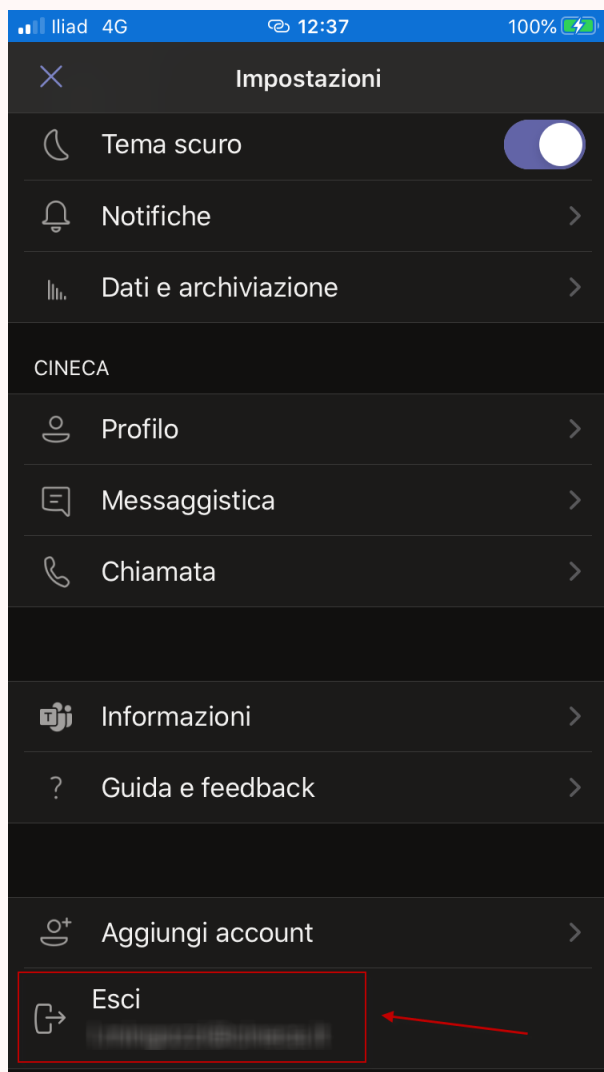 Iliad 4G 12:37 100%
Impostazioni
Tema scuro
Notifiche
Dati e archiviazione
CINECA
Profilo
Messaggistica
Chiamata
Informazioni
? Guida e feedback
Aggiungi account
Esci